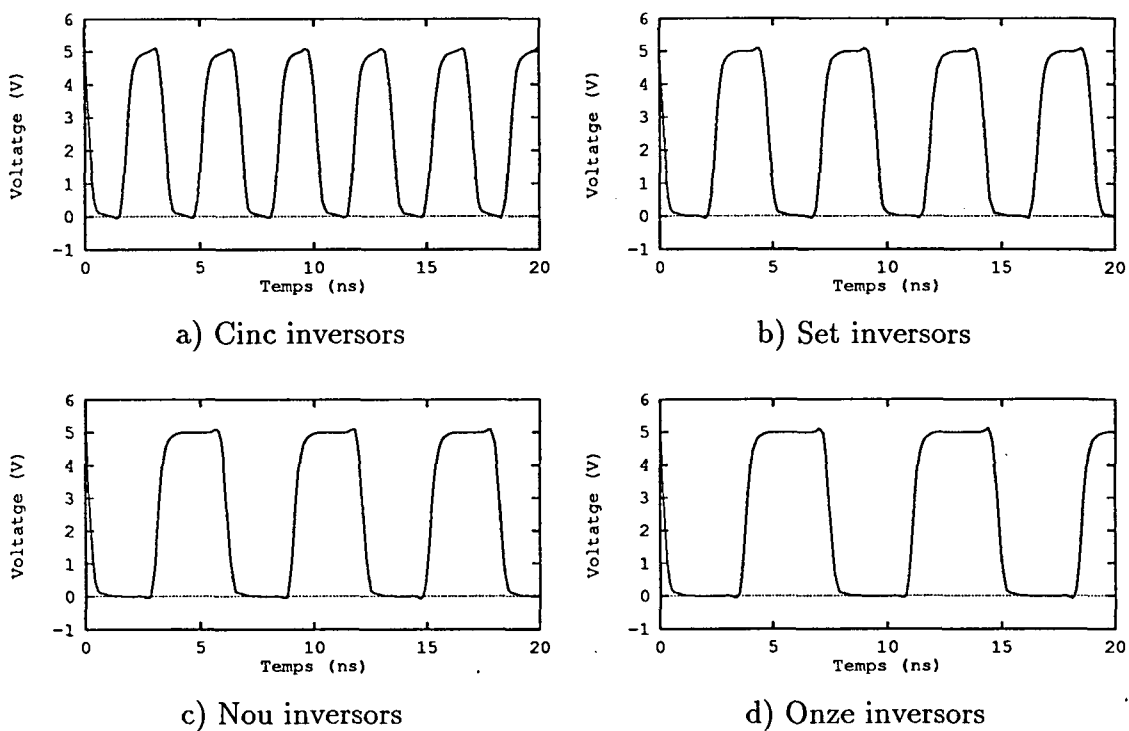 6
5
4
3
2
1
0
-1
Voltatge (V)
0 5 10 15 20
Temps (ns)
a) Cinc inversors
6
5
4
3
2
1
0
-1
Voltatge (V)
0 5 10 15 20
Temps (ns)
b) Set inversors
6
5
4
3
2
1
0
-1
Voltatge (V)
0 5 10 15 20
Temps (ns)
c) Nou inversors
6
5
4
3
2
1
0
-1
Voltatge (V)
0 5 10 15 20
Temps (ns)
d) Onze inversors